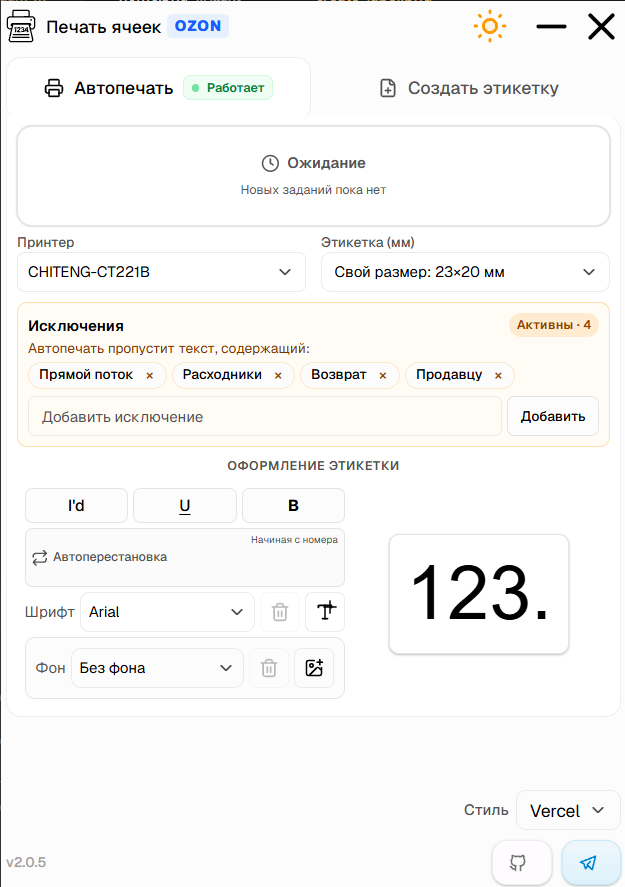 1234
Печать ячеек OZON
Автопечать Работает
Создать этикетку
Ожидание
Новых заданий пока нет
Принтер
Этикетка (мм)
CHITENG-CT221B
Свой размер: 23×20 мм
Исключения
Активны · 4
Автопечать пропустит текст, содержащий:
Прямой поток ×
Расходники ×
Возврат ×
Продавцу ×
Добавить исключение
Добавить
ОФОРМЛЕНИЕ ЭТИКЕТКИ
I'd
U
B
Начиная с номера
Автоперестановка
123.
Шрифт
Arial
Фон
Без фона
Стиль
Vercel
v2.0.5